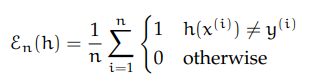 ℰₙ(h) = 1/n ∑ᵢ₌₁ⁿ { 1 h(x⁽ⁱ⁾) ≠ y⁽ⁱ⁾
0 otherwise